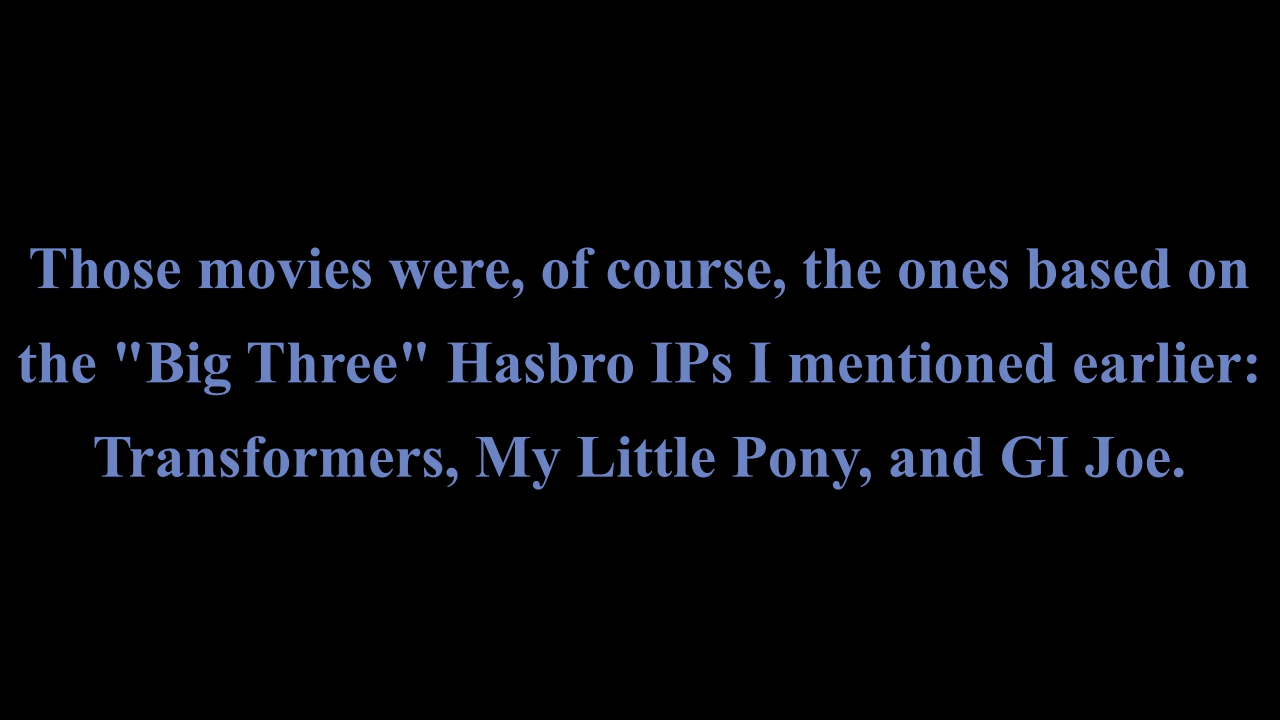 Those movies were, of course, the ones based on
the "Big Three" Hasbro IPs I mentioned earlier:
Transformers, My Little Pony, and GI Joe.